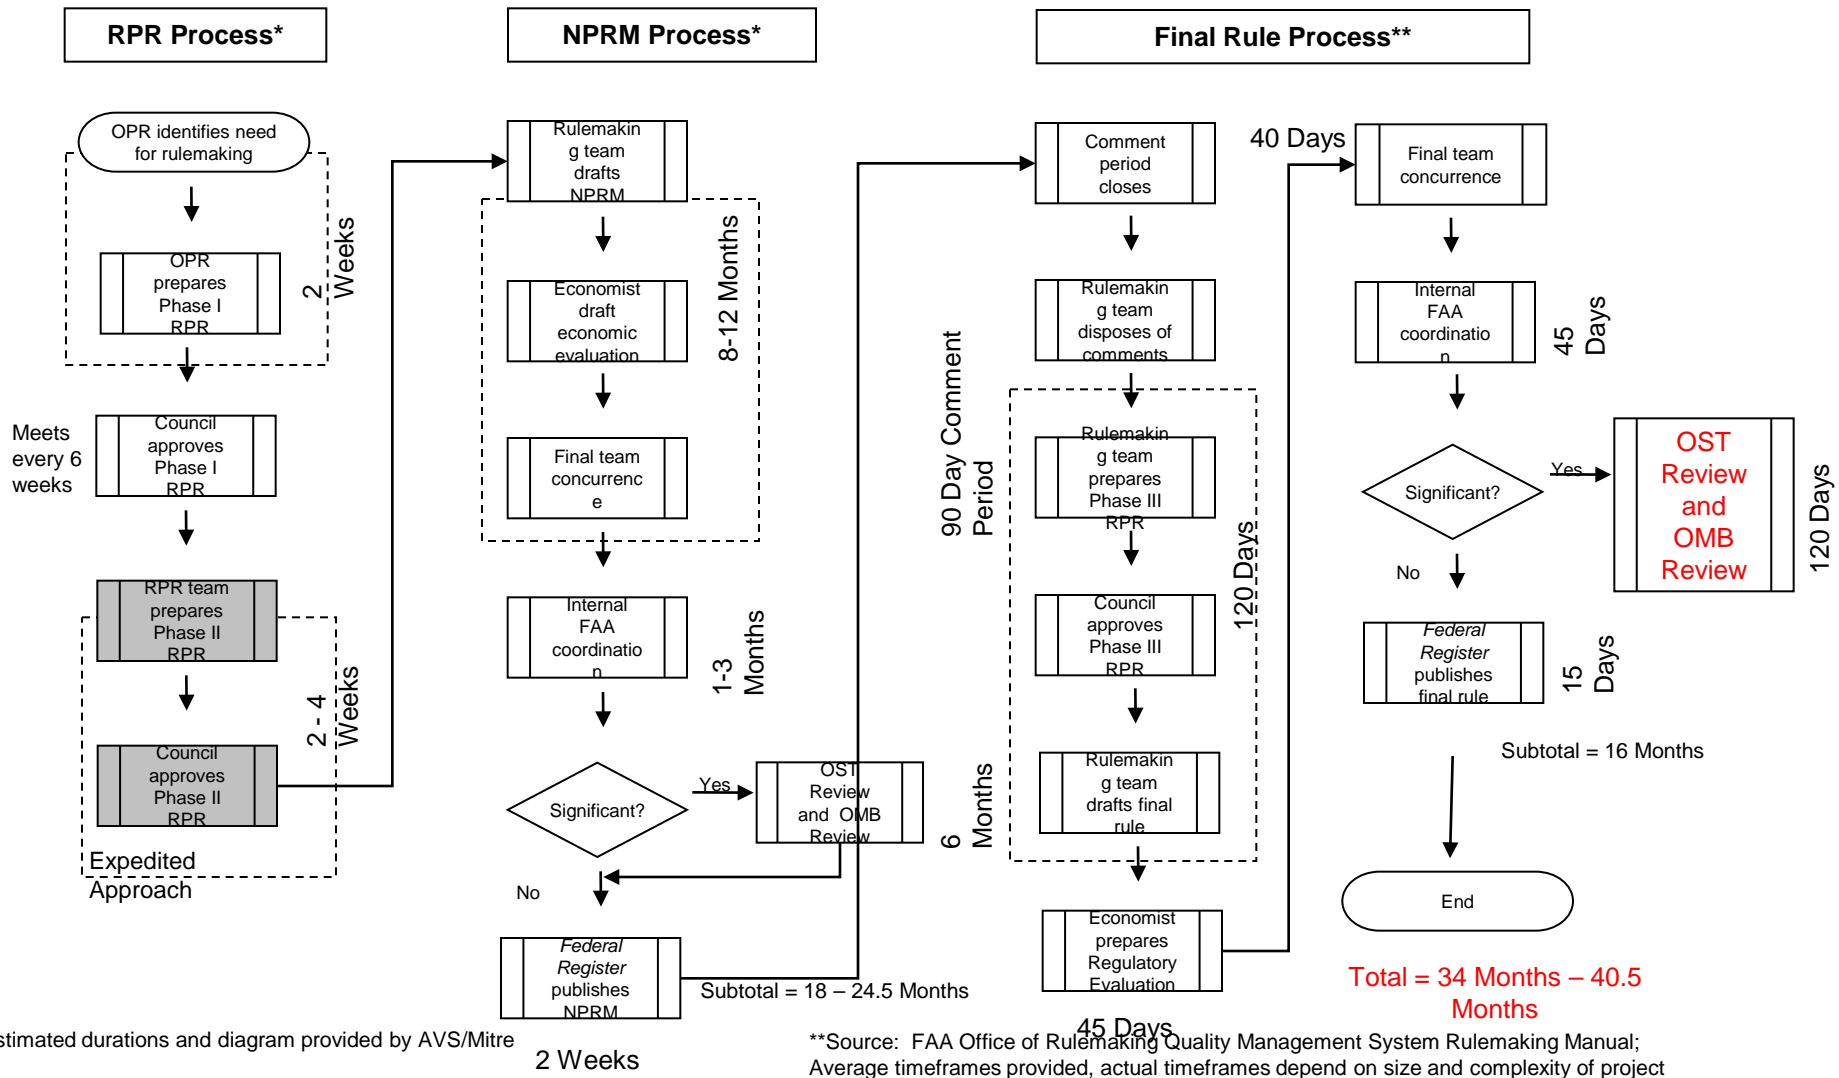 RPR Process*
OPR identifies need
for rulemaking
2
Weeks
OPR
prepares
Phase I
RPR
Meets
every 6
weeks
Council
approves
Phase I
RPR
RPR team
prepares
Phase II
RPR
2 - 4
Weeks
Council
approves
Phase II
RPR
Expedited
Approach
NPRM Process*
Rulemakin
g team
drafts
NPRM
8-12 Months
Economist
draft
economic
evaluation
Final team
concurrenc
e
Internal
FAA
coordinatio
n
1-3
Months
Significant?
Yes
OST
Review
and OMB
Review
6
Months
No
Federal
Register
publishes
NPRM
Subtotal = 18 – 24.5 Months
2 Weeks
Final Rule Process**
Comment
period
closes
90 Day Comment
Period
Rulemakin
g team
disposes of
comments
Rulemakin
g team
prepares
Phase III
RPR
120 Days
Council
approves
Phase III
RPR
Rulemakin
g team
drafts final
rule
Economist
prepares
Regulatory
Evaluation
45 Days
40 Days
Final team
concurrence
Internal
FAA
coordinatio
n
45
Days
Significant?
Yes
OST
Review
and
OMB
Review
120 Days
No
Federal
Register
publishes
final rule
15
Days
Subtotal = 16 Months
End
Total = 34 Months – 40.5
Months
stimated durations and diagram provided by AVS/Mitre
**Source: FAA Office of Rulemaking Quality Management System Rulemaking Manual;
Average timeframes provided, actual timeframes depend on size and complexity of project